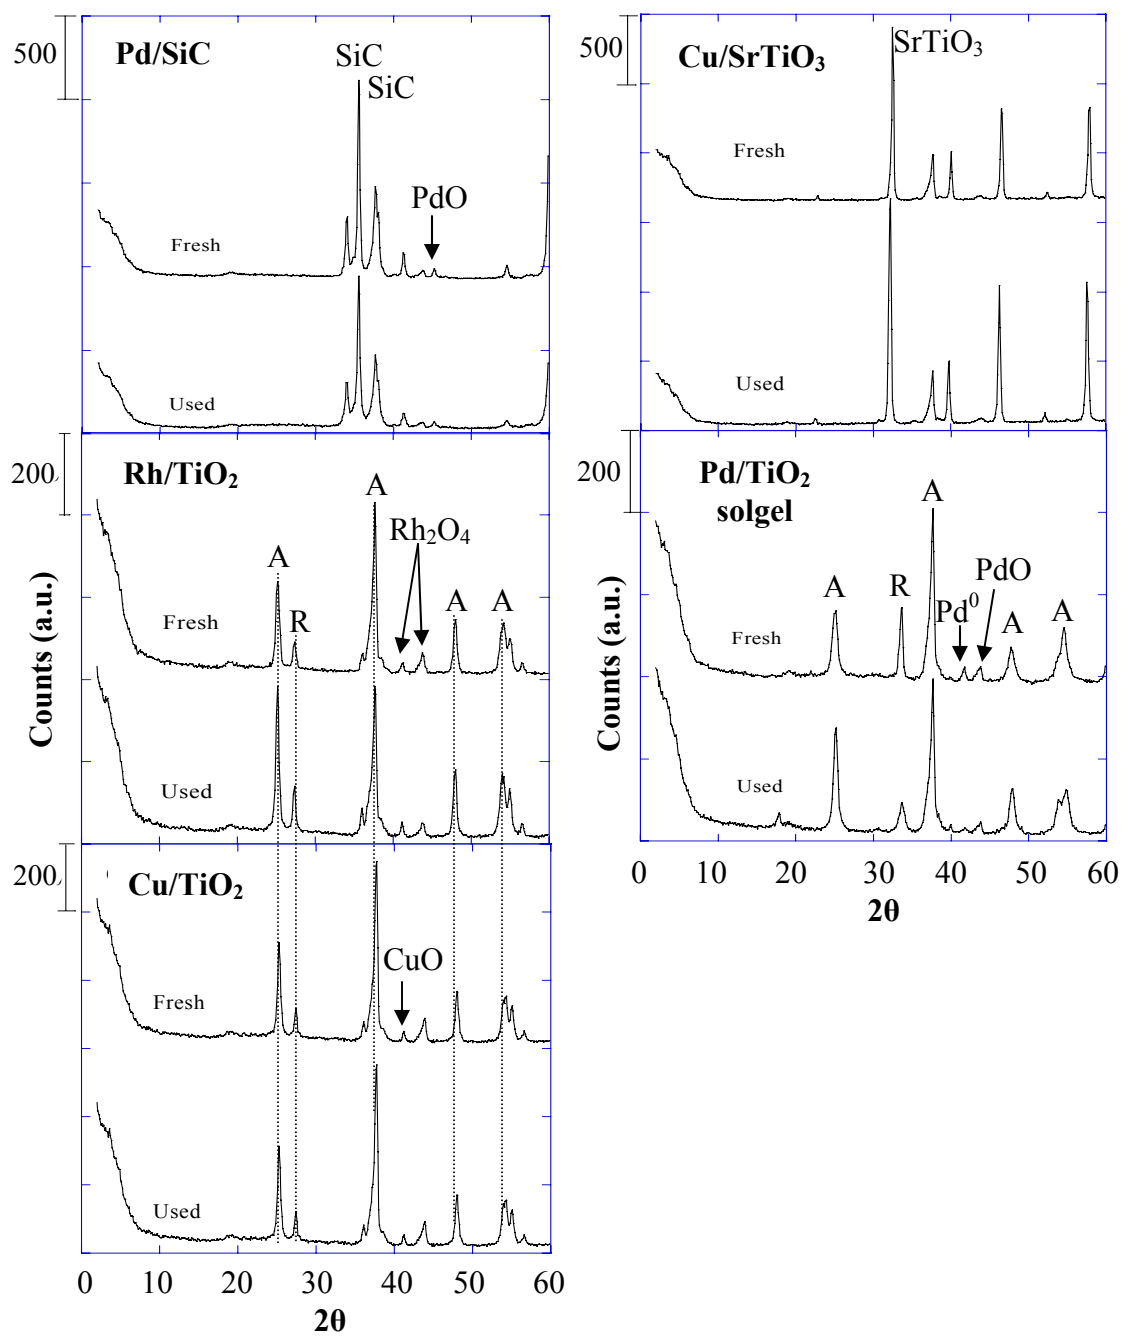 500
Pd/SiC
SiC
SiC
PdO
Fresh
Used
500
Cu/SrTiO₃
SrTiO₃
Fresh
Used
200
Rh/TiO₂
A
Rh₂O₄
A
R
A
A
Fresh
Used
200
Pd/TiO₂
solgel
A
A
R
Pd⁰
PdO
A
A
Fresh
Used
Counts (a.u.)
0 10 20 30 40 50 60
2θ
200
Cu/TiO₂
CuO
Fresh
Used
Counts (a.u.)
0 10 20 30 40 50 60
2θ